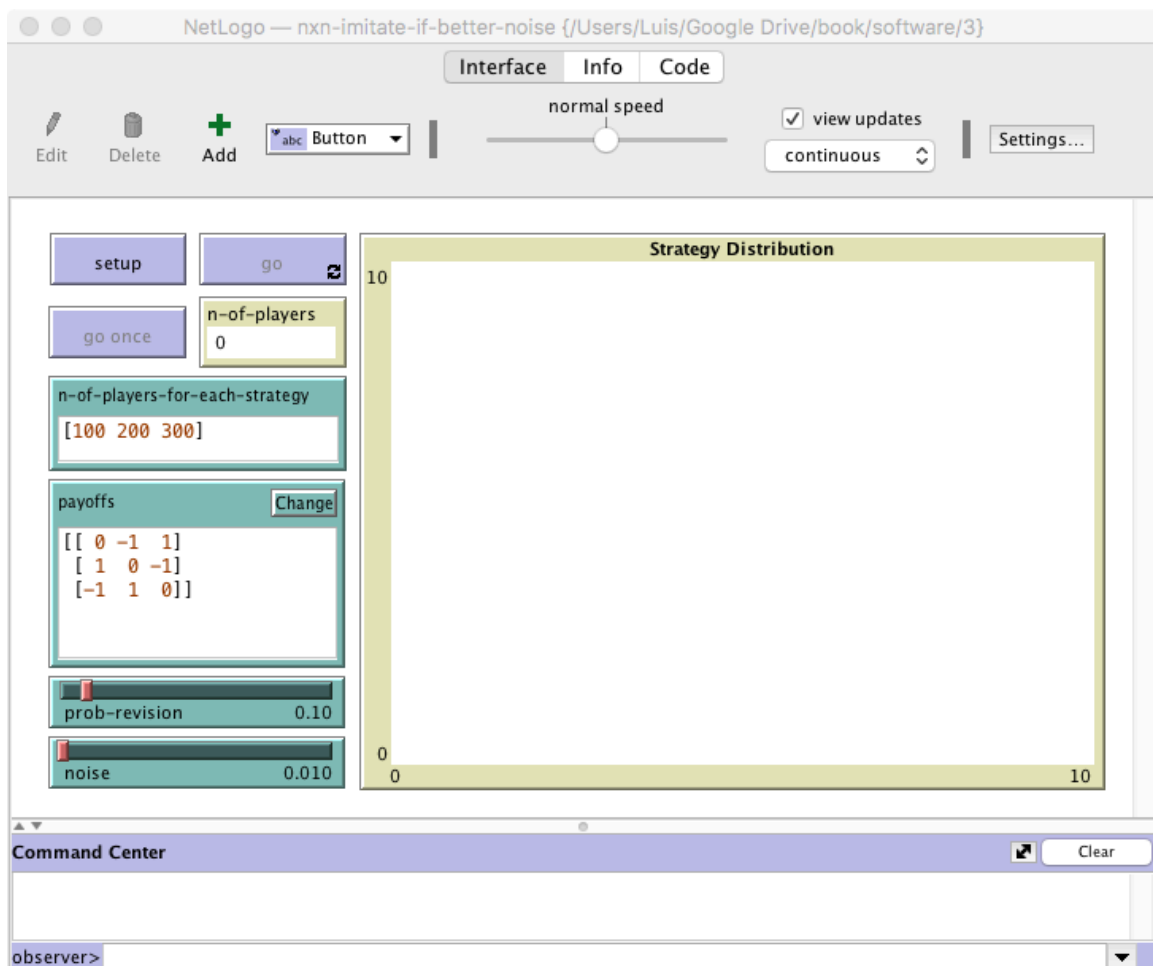 NetLogo — nxn-imitate-if-better-noise {/Users/Luis/Google Drive/book/software/3}
Interface Info Code
normal speed
view updates
Edit Delete Add abc Button continuous Settings...
Strategy Distribution
setup go
10
go once
n-of-players
0
n-of-players-for-each-strategy
[100 200 300]
payoffs Change
[[ 0 -1 1]
[ 1 0 -1]
[-1 1 0]]
prob-revision 0.10
noise 0.010
0
0 10
Command Center Clear
observer>